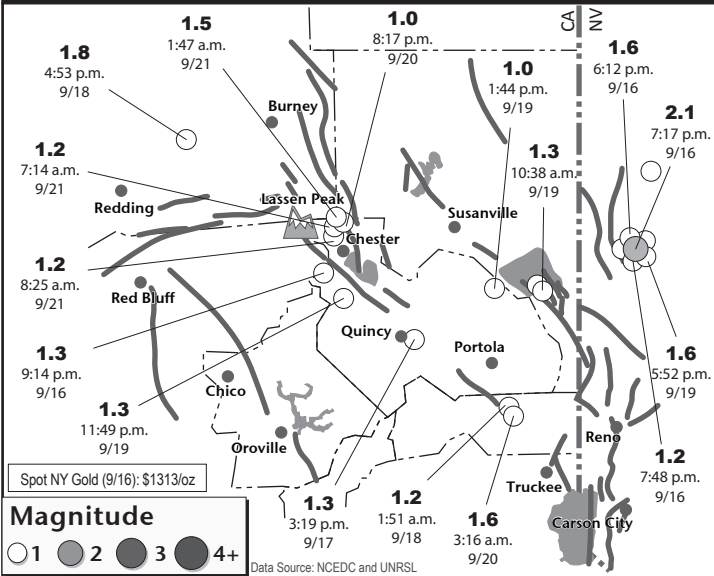 1.5
1:47 a.m.
9/21
1.0
8:17 p.m.
9/20
CA NV
1.8
4:53 p.m.
9/18
1.6
6:12 p.m.
9/16
1.0
1:44 p.m.
9/19
2.1
7:17 p.m.
9/16
Burney
1.2
7:14 a.m.
9/21
1.3
10:38 a.m.
9/19
Redding
Lassen Peak
Susanville
Chester
1.2
8:25 a.m.
9/21
Red Bluff
Quincy
Portola
1.3
9:14 p.m.
9/16
1.6
5:52 p.m.
9/19
Chico
1.3
11:49 p.m.
9/19
Oroville
Reno
1.2
7:48 p.m.
9/16
Spot NY Gold (9/16): $1313/oz
Truckee
1.3
3:19 p.m.
9/17
1.2
1:51 a.m.
9/18
1.6
3:16 a.m.
9/20
Carson City
Magnitude
1 2 3 4+
Data Source: NCEDC and UNRSL